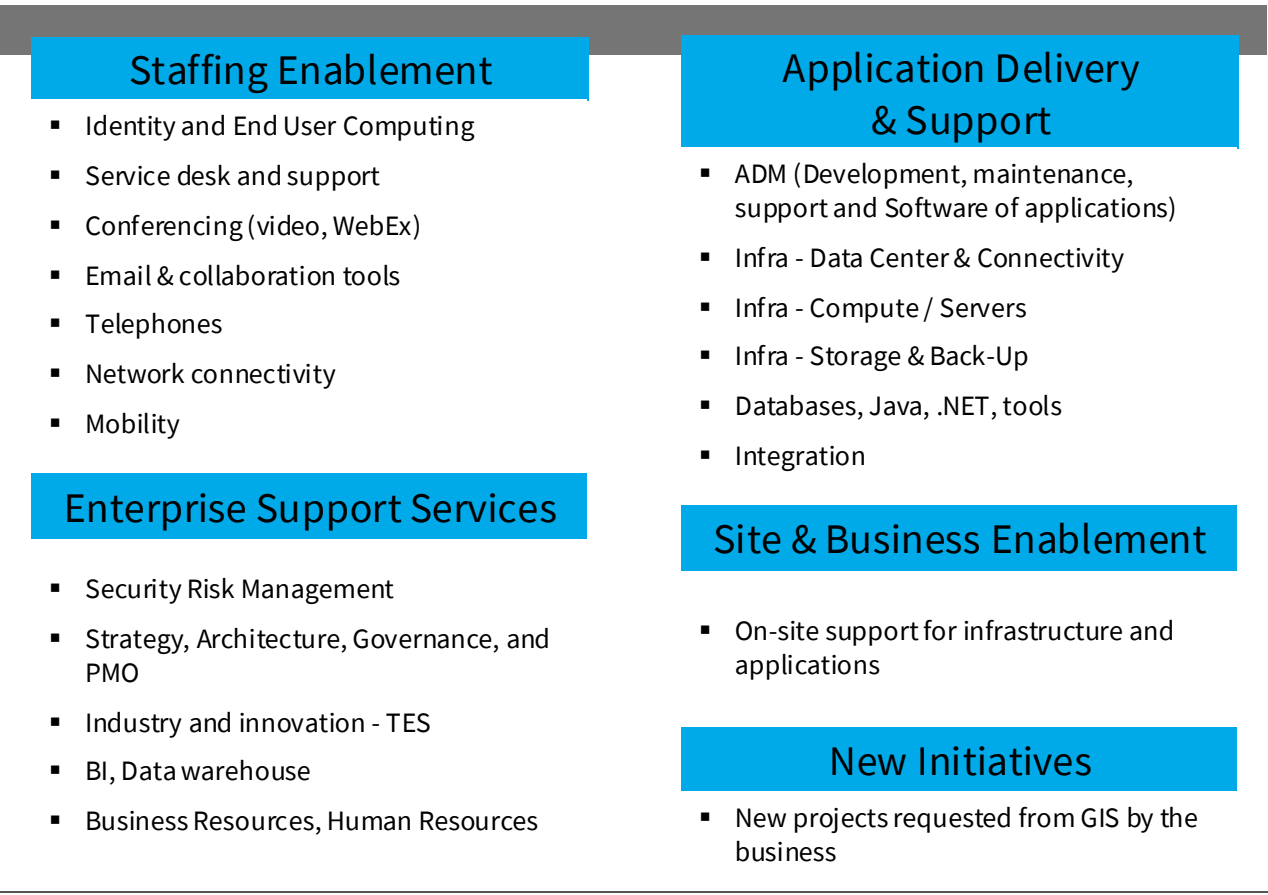 Staffing Enablement
▪ Identity and End User Computing
▪ Service desk and support
▪ Conferencing (video, WebEx)
▪ Email & collaboration tools
▪ Telephones
▪ Network connectivity
▪ Mobility
Enterprise Support Services
▪ Security Risk Management
▪ Strategy, Architecture, Governance, and
PMO
▪ Industry and innovation - TES
▪ BI, Data warehouse
▪ Business Resources, Human Resources
Application Delivery
& Support
▪ ADM (Development, maintenance,
support and Software of applications)
▪ Infra - Data Center & Connectivity
▪ Infra - Compute / Servers
▪ Infra - Storage & Back-Up
▪ Databases, Java, .NET, tools
▪ Integration
Site & Business Enablement
▪ On-site support for infrastructure and
applications
New Initiatives
▪ New projects requested from GIS by the
business